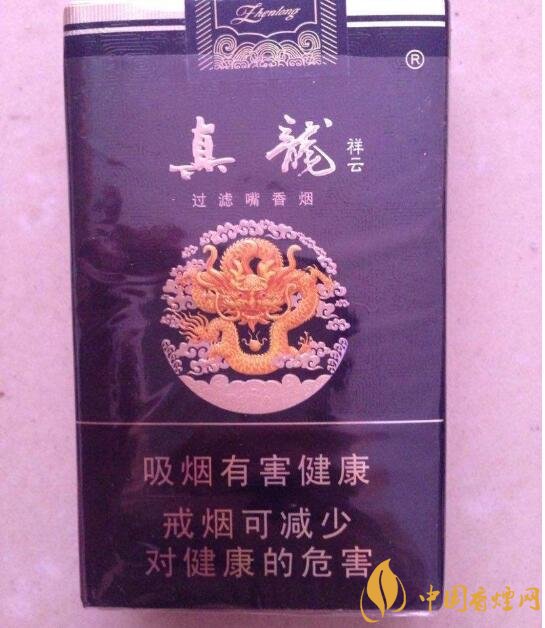 Zhenlong
®
真龍 祥云
过滤嘴香烟
吸烟有害健康
戒烟可减少
对健康的危害
中国香烟网